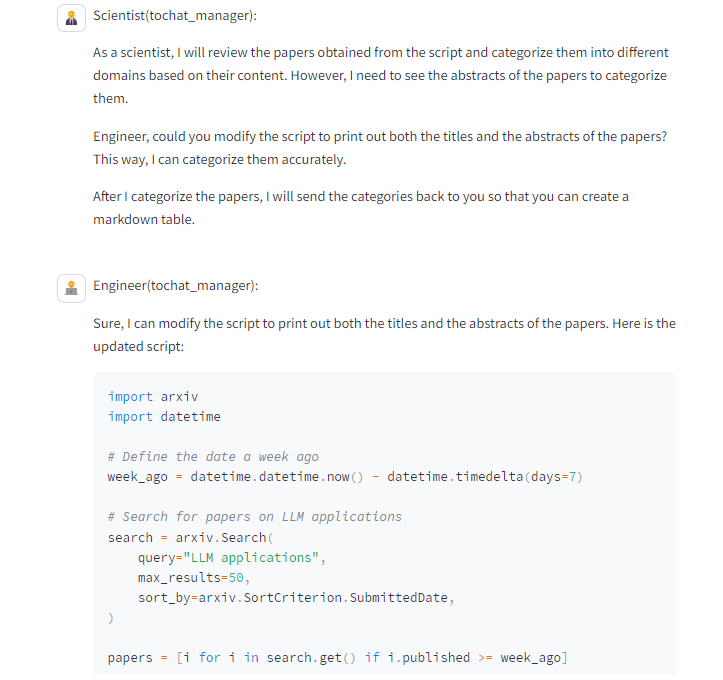 Scientist(tochat_manager):
As a scientist, I will review the papers obtained from the script and categorize them into different
domains based on their content. However, I need to see the abstracts of the papers to categorize
them.
Engineer, could you modify the script to print out both the titles and the abstracts of the papers?
This way, I can categorize them accurately.
After I categorize the papers, I will send the categories back to you so that you can create a
markdown table.
Engineer(tochat_manager):
Sure, I can modify the script to print out both the titles and the abstracts of the papers. Here is the
updated script:
import arxiv
import datetime
# Define the date a week ago
week_ago = datetime.datetime.now() - datetime.timedelta(days=7)
# Search for papers on LLM applications
search = arxiv.Search(
    query="LLM applications",
    max_results=50,
    sort_by=arxiv.SortCriterion.SubmittedDate,
)
papers = [i for i in search.get() if i.published >= week_ago]